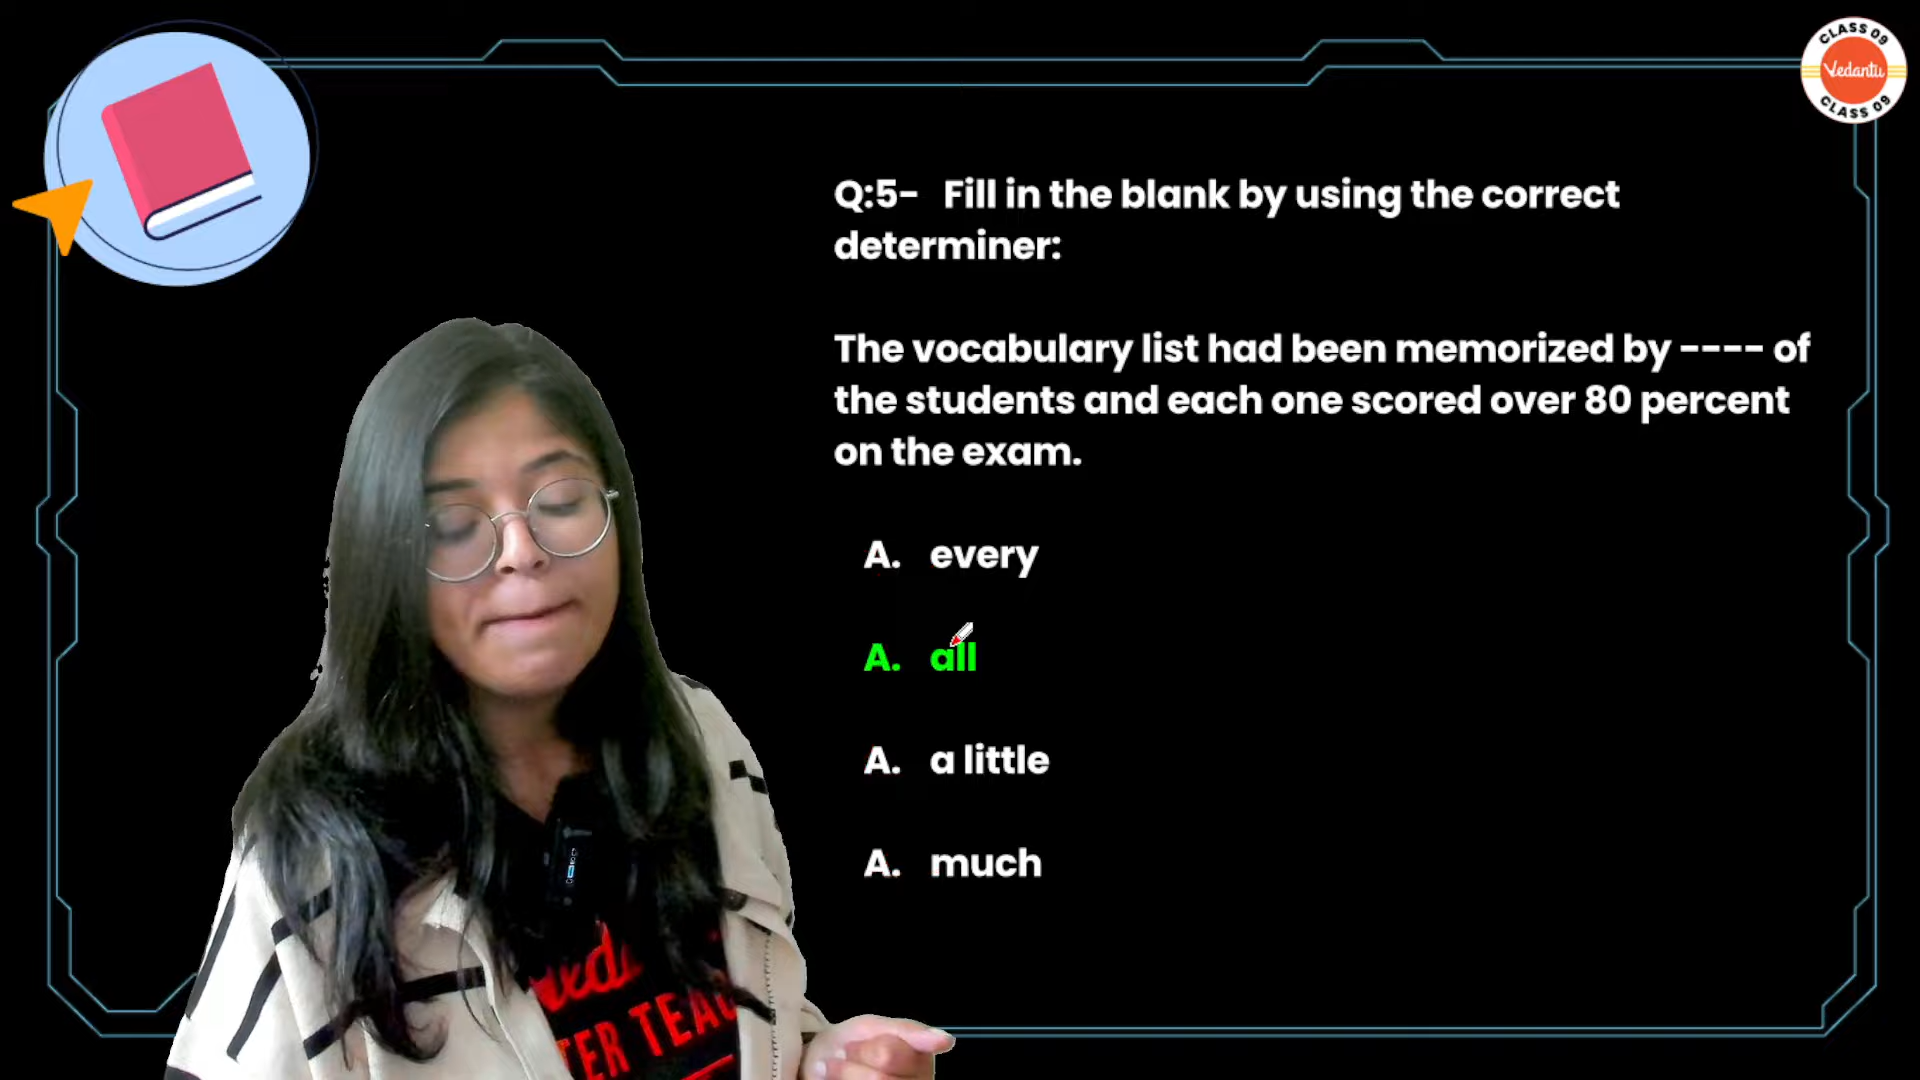 CLASS 09
Vedantu
CLASS 09
Q:5- Fill in the blank by using the correct
determiner:
The vocabulary list had been memorized by ---- of
the students and each one scored over 80 percent
on the exam.
A. every
A. all
A. a little
A. much